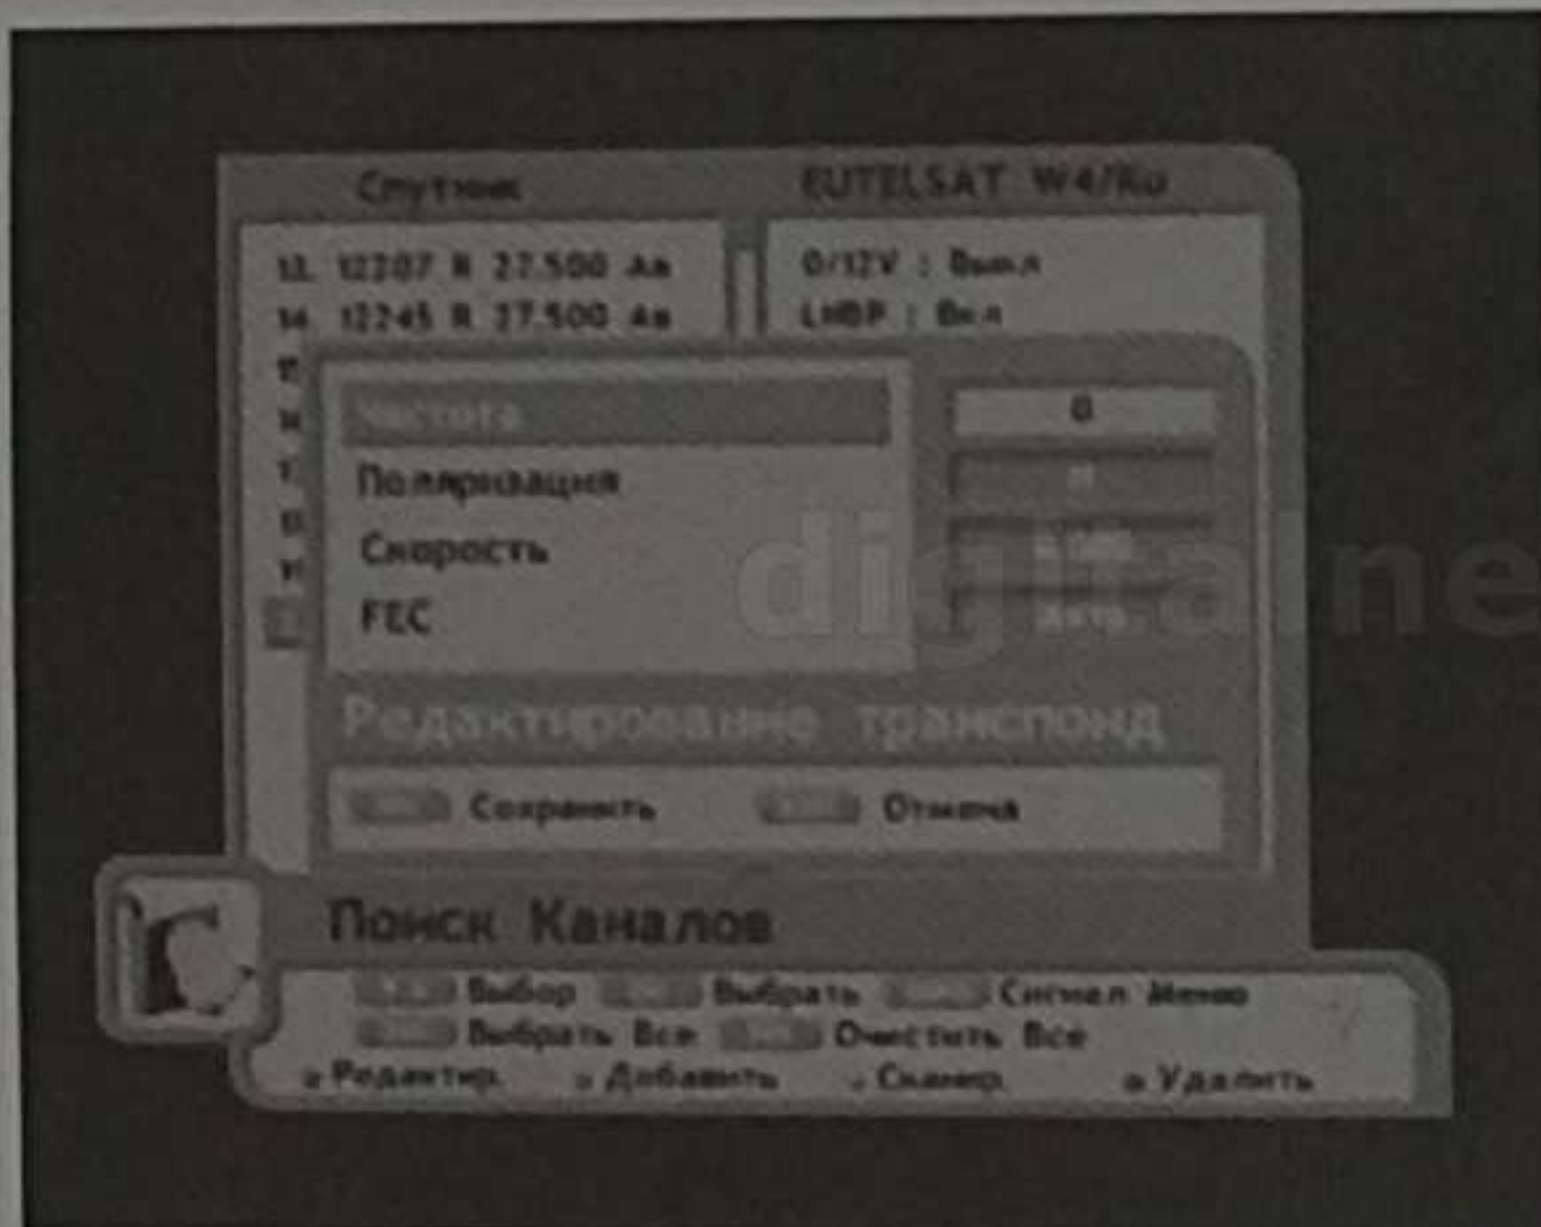 Спутник EUTELSAT W4/Ku
13. 12207 R 27.500 Ав 0/12V : Выкл
14. 12245 R 27.500 Ав LNBP : Вкл
Частота 0
Поляризация
Скорость
FEC
Редактирование транспонд
Сохранить Отмена
Поиск Каналов
Выбор Выбрать Сигнал Меню
Выбрать Все Очистить Все
Редактир. Добавить Сканир. Удалить